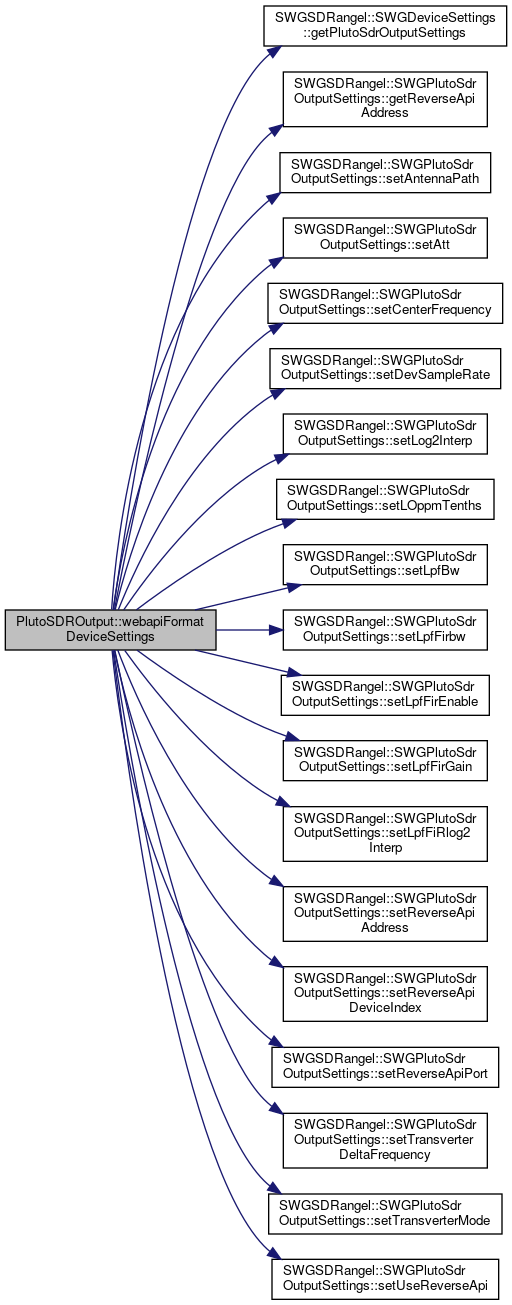 SWGSDRangel::SWGDeviceSettings
::getPlutoSdrOutputSettings
SWGSDRangel::SWGPlutoSdr
OutputSettings::getReverseApi
Address
SWGSDRangel::SWGPlutoSdr
OutputSettings::setAntennaPath
SWGSDRangel::SWGPlutoSdr
OutputSettings::setAtt
SWGSDRangel::SWGPlutoSdr
OutputSettings::setCenterFrequency
SWGSDRangel::SWGPlutoSdr
OutputSettings::setDevSampleRate
SWGSDRangel::SWGPlutoSdr
OutputSettings::setLog2Interp
SWGSDRangel::SWGPlutoSdr
OutputSettings::setLOppmTenths
SWGSDRangel::SWGPlutoSdr
OutputSettings::setLpfBw
PlutoSDROutput::webapiFormat
DeviceSettings
SWGSDRangel::SWGPlutoSdr
OutputSettings::setLpfFirbw
SWGSDRangel::SWGPlutoSdr
OutputSettings::setLpfFirEnable
SWGSDRangel::SWGPlutoSdr
OutputSettings::setLpfFirGain
SWGSDRangel::SWGPlutoSdr
OutputSettings::setLpfFiRlog2
Interp
SWGSDRangel::SWGPlutoSdr
OutputSettings::setReverseApi
Address
SWGSDRangel::SWGPlutoSdr
OutputSettings::setReverseApi
DeviceIndex
SWGSDRangel::SWGPlutoSdr
OutputSettings::setReverseApiPort
SWGSDRangel::SWGPlutoSdr
OutputSettings::setTransverter
DeltaFrequency
SWGSDRangel::SWGPlutoSdr
OutputSettings::setTransverterMode
SWGSDRangel::SWGPlutoSdr
OutputSettings::setUseReverseApi